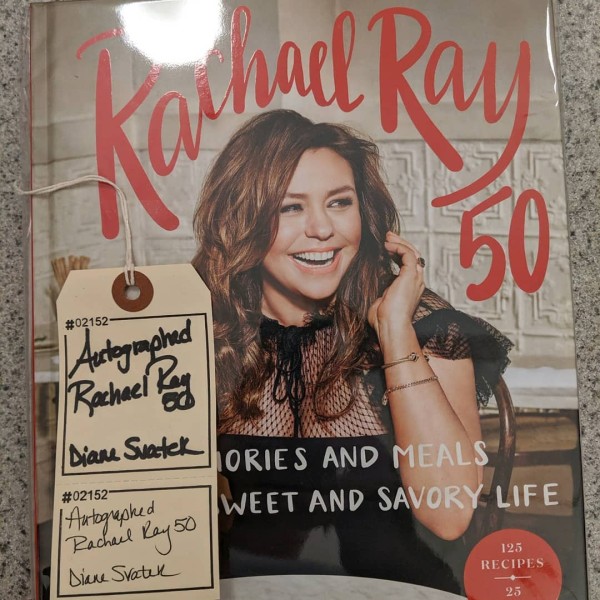 Rachael Ray
50
#02152
Autographed
Rachael Ray
50
Diane Svatek
#02152
Autographed
Rachael Ray 50
Diane Svatek
ORIES AND MEALS
WEET AND SAVORY LIFE
125
RECIPES
25